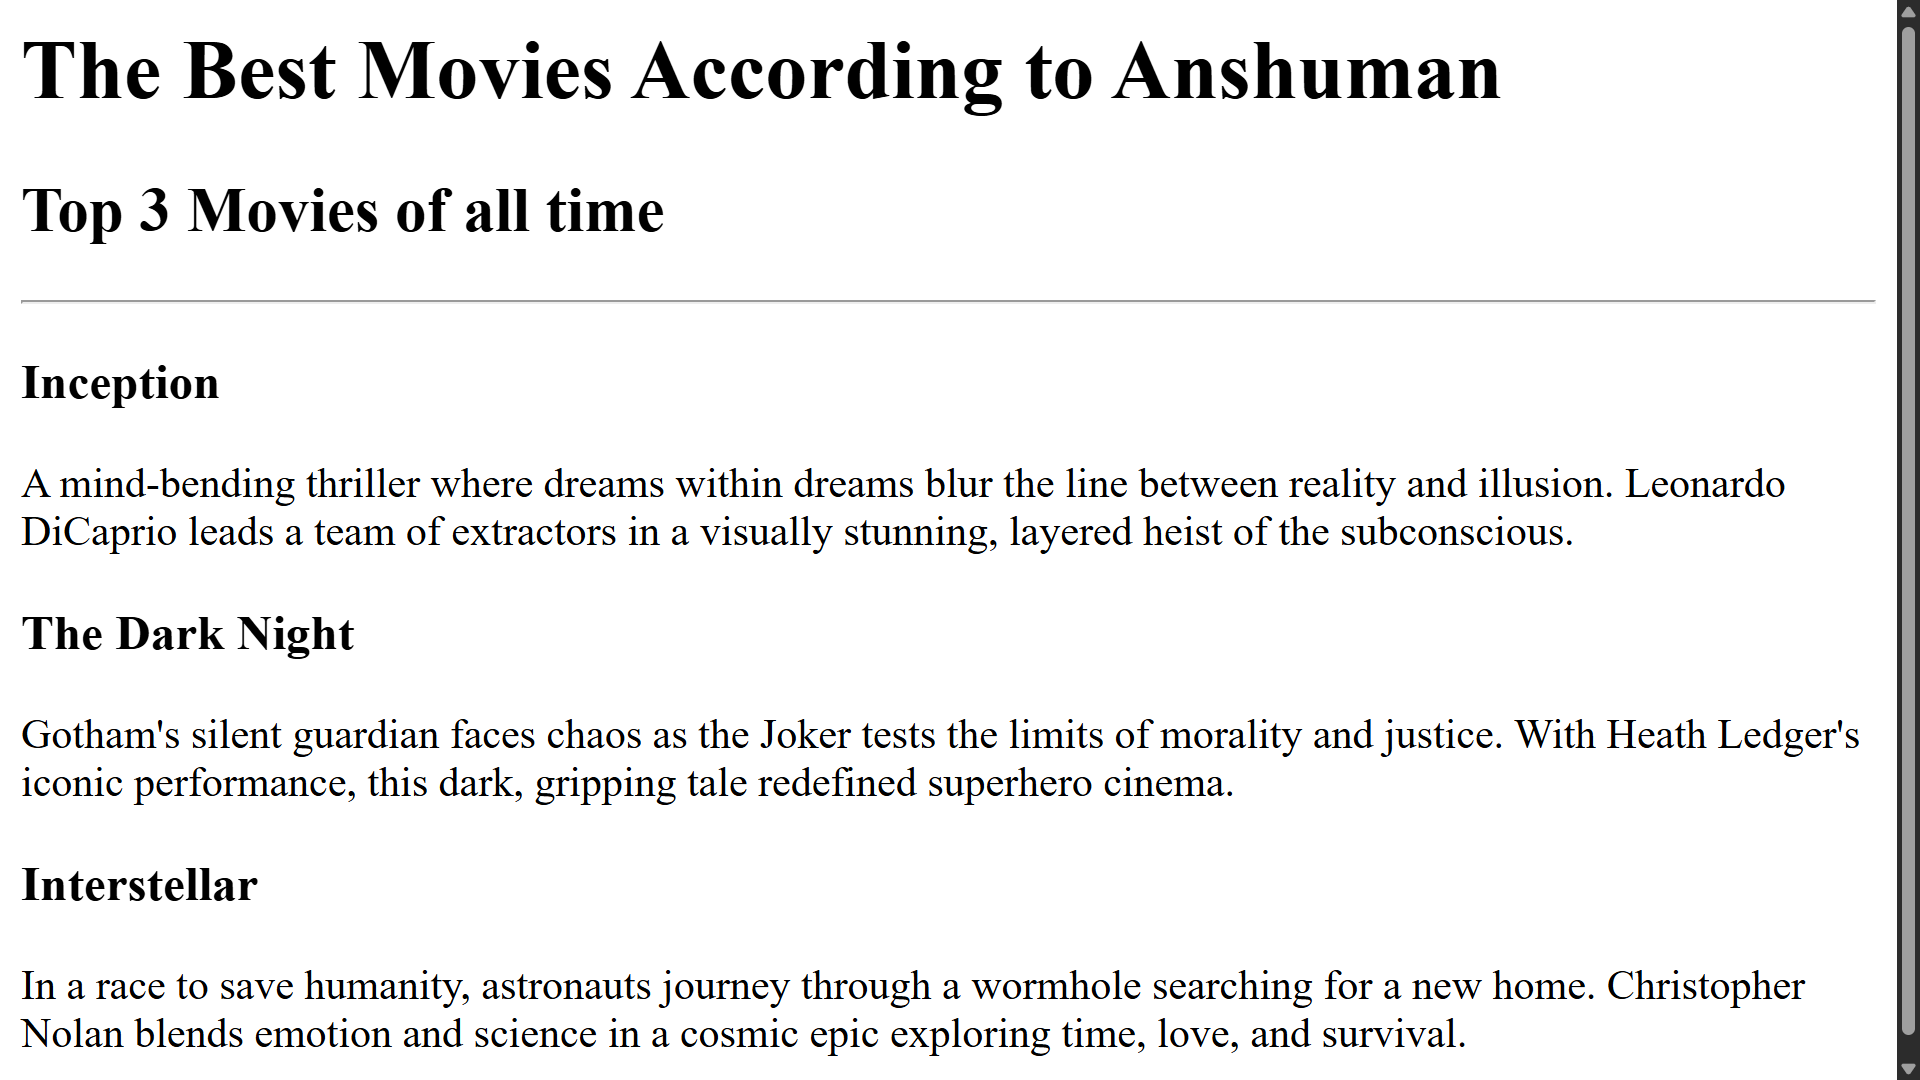 The Best Movies According to Anshuman
Top 3 Movies of all time
Inception
A mind-bending thriller where dreams within dreams blur the line between reality and illusion. Leonardo
DiCaprio leads a team of extractors in a visually stunning, layered heist of the subconscious.
The Dark Night
Gotham's silent guardian faces chaos as the Joker tests the limits of morality and justice. With Heath Ledger's
iconic performance, this dark, gripping tale redefined superhero cinema.
Interstellar
In a race to save humanity, astronauts journey through a wormhole searching for a new home. Christopher
Nolan blends emotion and science in a cosmic epic exploring time, love, and survival.